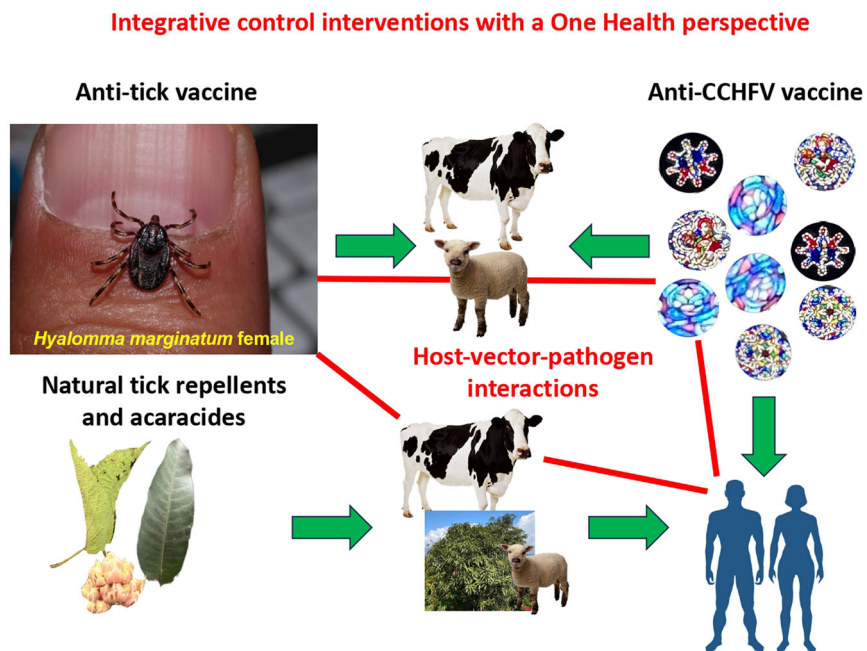 Integrative control interventions with a One Health perspective
Anti-tick vaccine
Anti-CCHFV vaccine
Hyalomma marginatum female
Host-vector-pathogen
interactions
Natural tick repellents
and acaracides